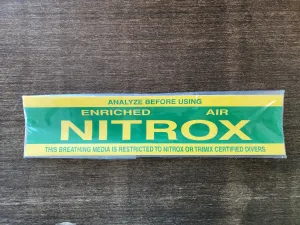 ANALYZE BEFORE USING
ENRICHED AIR
NITROX
THIS BREATHING MEDIA IS RESTRICTED TO NITROX OR TRIMIX CERTIFIED DIVERS